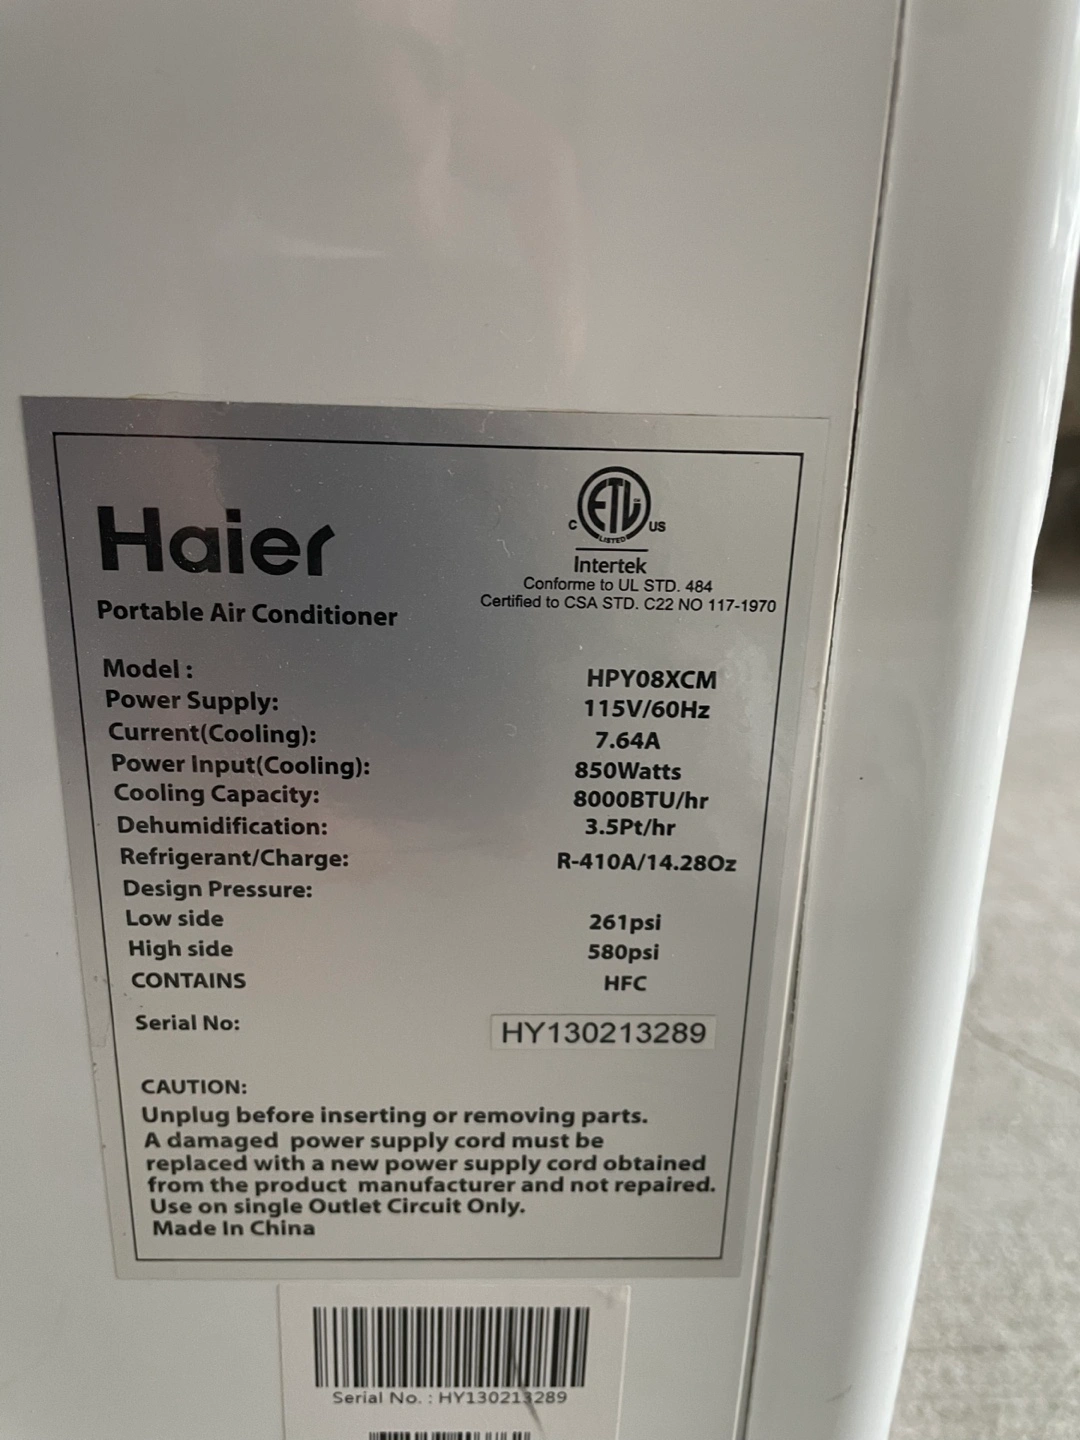 Haier
Portable Air Conditioner
C ETL US
LISTED
Intertek
Conforme to UL STD. 484
Certified to CSA STD. C22 NO 117-1970
Model : HPY08XCM
Power Supply: 115V/60Hz
Current(Cooling): 7.64A
Power Input(Cooling): 850Watts
Cooling Capacity: 8000BTU/hr
Dehumidification: 3.5Pt/hr
Refrigerant/Charge: R-410A/14.28Oz
Design Pressure:
Low side 261psi
High side 580psi
CONTAINS HFC
Serial No: HY130213289
CAUTION:
Unplug before inserting or removing parts.
A damaged power supply cord must be
replaced with a new power supply cord obtained
from the product manufacturer and not repaired.
Use on single Outlet Circuit Only.
Made In China
Serial No. : HY130213289